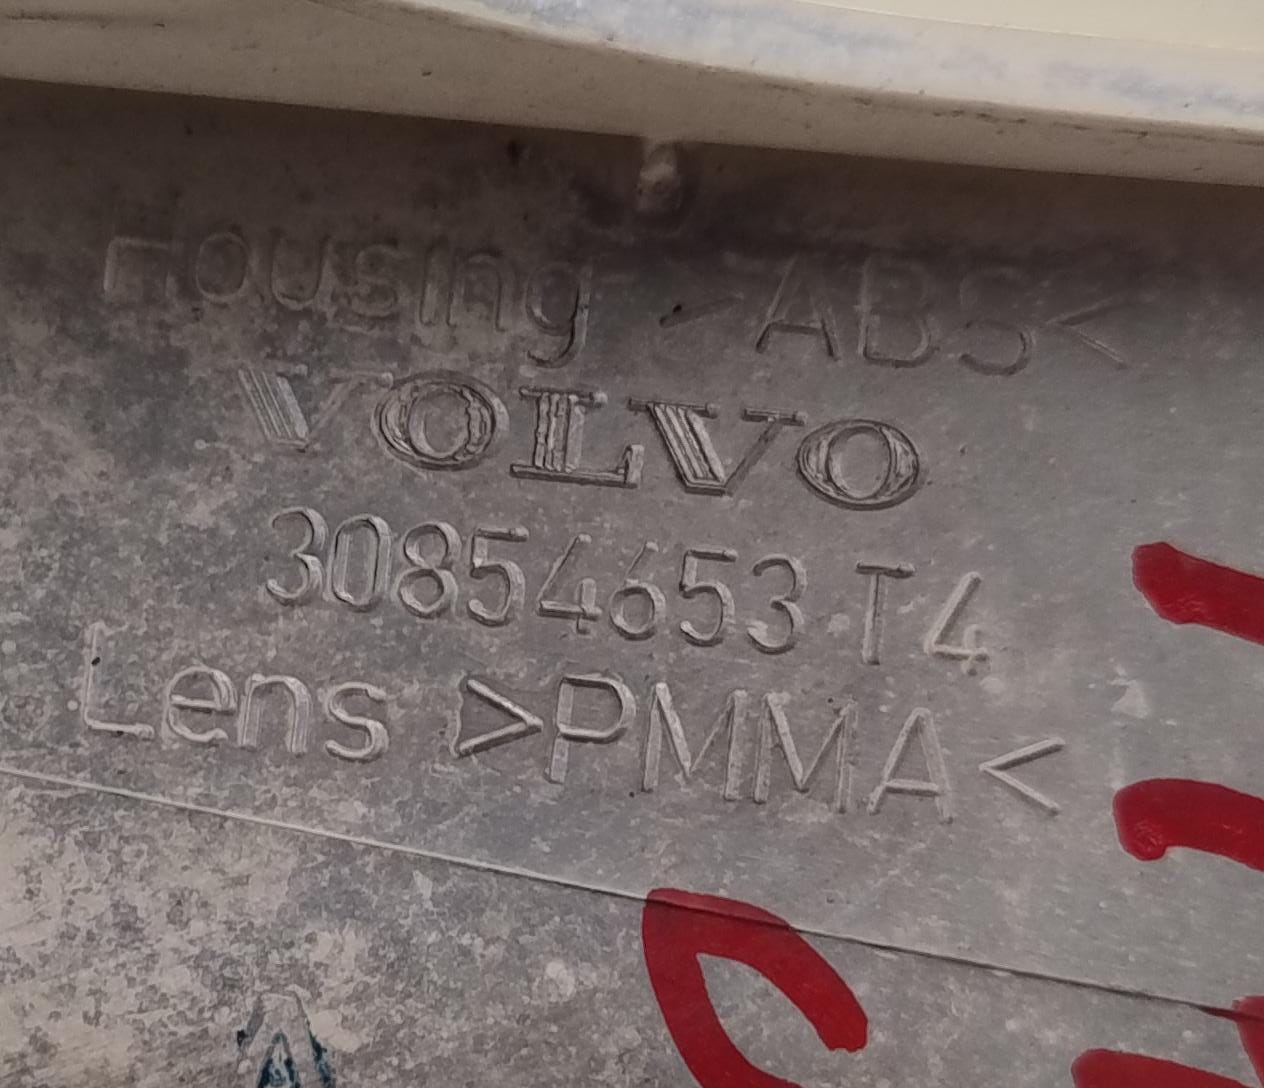 Housing >ABS<
VOLVO
30854653 T4
Lens >PMMA<